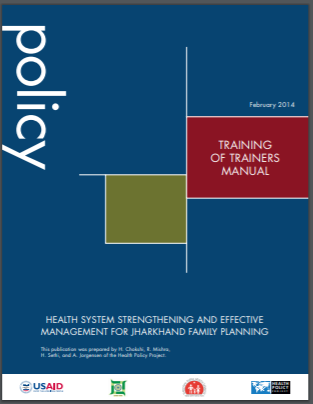 policy
February 2014
TRAINING
OF TRAINERS
MANUAL
HEALTH SYSTEM STRENGTHENING AND EFFECTIVE
MANAGEMENT FOR JHARKHAND FAMILY PLANNING
This publication was prepared by H. Chokshi, R. Mishra,
H. Sethi, and A. Jorgensen of the Health Policy Project.
USAID
HEALTH
POLICY
PROJECT